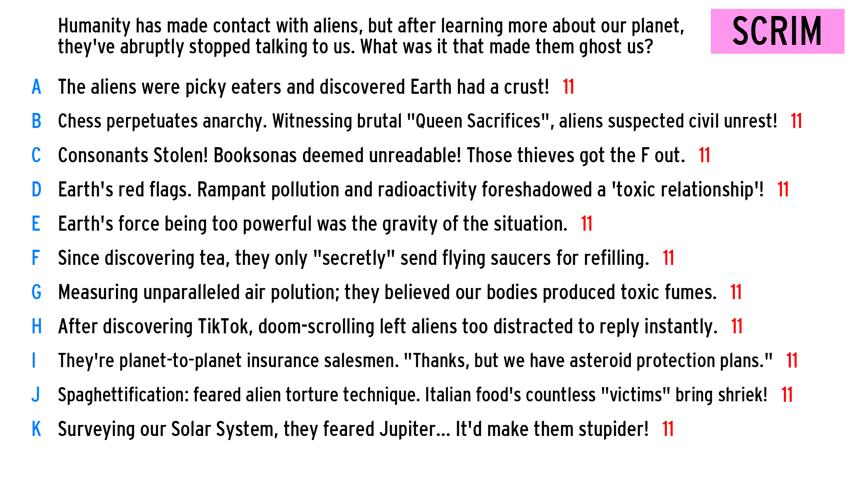 Humanity has made contact with aliens, but after learning more about our planet,
they've abruptly stopped talking to us. What was it that made them ghost us?
SCRIM
A The aliens were picky eaters and discovered Earth had a crust! 11
B Chess perpetuates anarchy. Witnessing brutal "Queen Sacrifices", aliens suspected civil unrest! 11
C Consonants Stolen! Booksonas deemed unreadable! Those thieves got the F out. 11
D Earth's red flags. Rampant pollution and radioactivity foreshadowed a 'toxic relationship'! 11
E Earth's force being too powerful was the gravity of the situation. 11
F Since discovering tea, they only "secretly" send flying saucers for refilling. 11
G Measuring unparalleled air polution; they believed our bodies produced toxic fumes. 11
H After discovering TikTok, doom-scrolling left aliens too distracted to reply instantly. 11
I They're planet-to-planet insurance salesmen. "Thanks, but we have asteroid protection plans." 11
J Spaghettification: feared alien torture technique. Italian food's countless "victims" bring shriek! 11
K Surveying our Solar System, they feared Jupiter... It'd make them stupider! 11